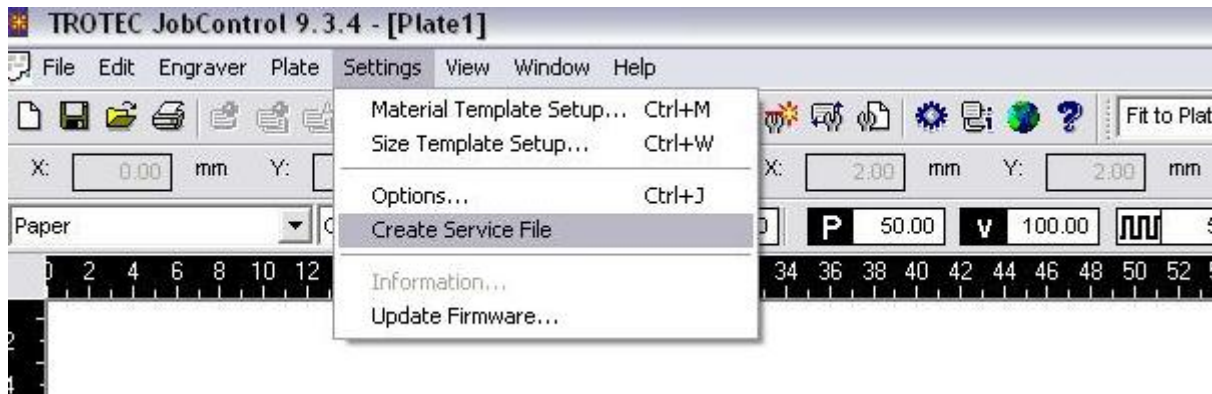 TROTEC JobControl 9.3.4 - [Plate1]
File Edit Engraver Plate Settings View Window Help
Material Template Setup... Ctrl+M
Size Template Setup... Ctrl+W
Options... Ctrl+J
Create Service File
Information...
Update Firmware...
Fit to Plat
X: 0.00 mm Y: X: 2.00 mm Y: 2.00 mm
Paper P 50.00 v 100.00 5
2 4 6 8 10 12 34 36 38 40 42 44 46 48 50 52
2
4